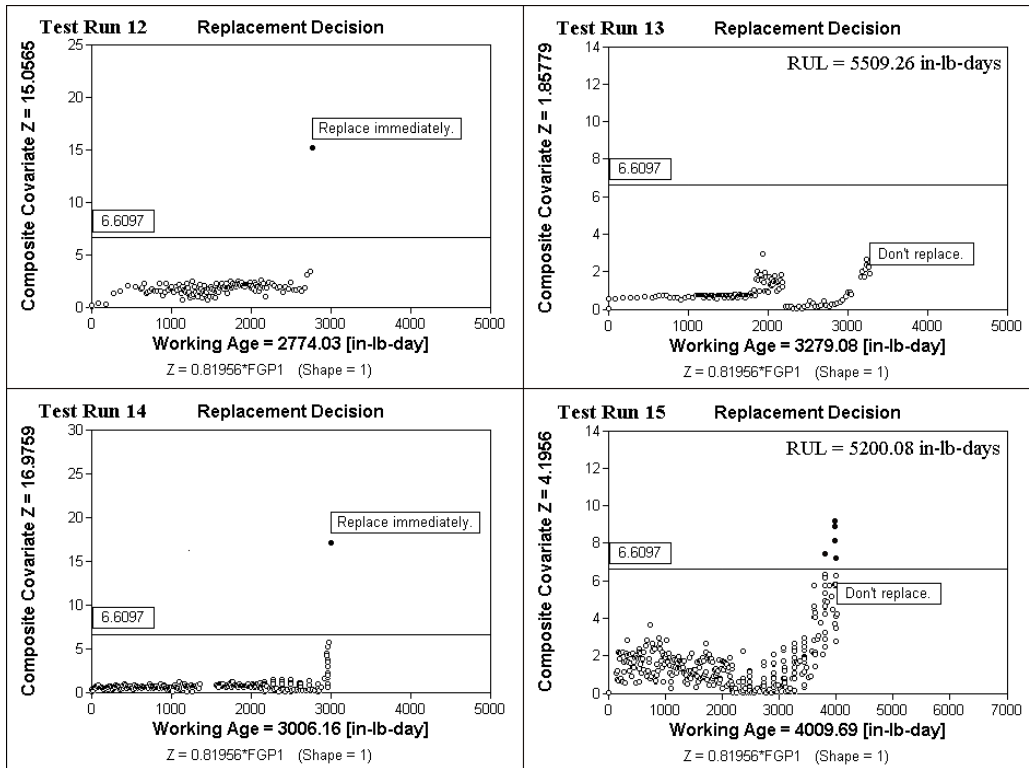 Test Run 12 Replacement Decision
Composite Covariate Z = 15.0565
25
20
15
10
5
0
Replace immediately.
6.6097
0 1000 2000 3000 4000 5000
Working Age = 2774.03 [in-lb-day]
Z = 0.81956*FGP1 (Shape = 1)
Test Run 13 Replacement Decision
Composite Covariate Z = 1.85779
RUL = 5509.26 in-lb-days
14
12
10
8
6
4
2
0
6.6097
Don't replace.
0 1000 2000 3000 4000 5000
Working Age = 3279.08 [in-lb-day]
Z = 0.81956*FGP1 (Shape = 1)
Test Run 14 Replacement Decision
Composite Covariate Z = 16.9759
30
25
20
15
10
5
0
Replace immediately.
6.6097
0 1000 2000 3000 4000 5000
Working Age = 3006.16 [in-lb-day]
Z = 0.81956*FGP1 (Shape = 1)
Test Run 15 Replacement Decision
Composite Covariate Z = 4.1956
RUL = 5200.08 in-lb-days
14
12
10
8
6
4
2
0
6.6097
Don't replace.
0 1000 2000 3000 4000 5000 6000 7000
Working Age = 4009.69 [in-lb-day]
Z = 0.81956*FGP1 (Shape = 1)